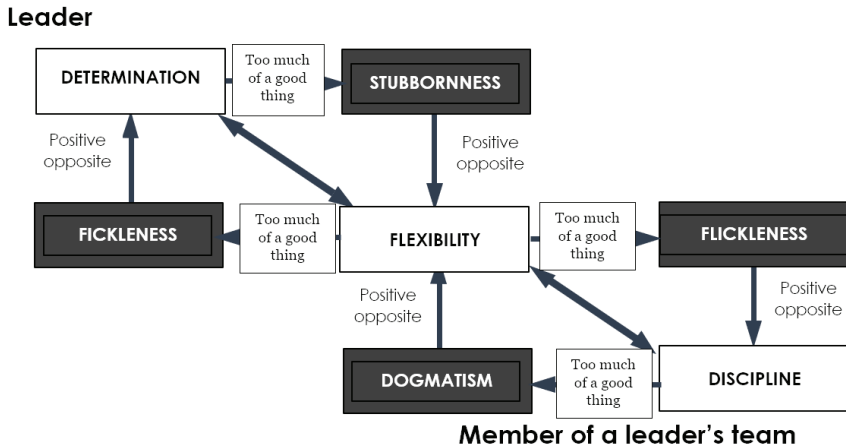 Leader
DETERMINATION
Too much
of a good
thing
STUBBORNNESS
Positive
opposite
Positive
opposite
FICKLENESS
Too much
of a good
thing
FLEXIBILITY
Too much
of a good
thing
FLICKLENESS
Positive
opposite
Positive
opposite
DOGMATISM
Too much
of a good
thing
DISCIPLINE
Member of a leader's team